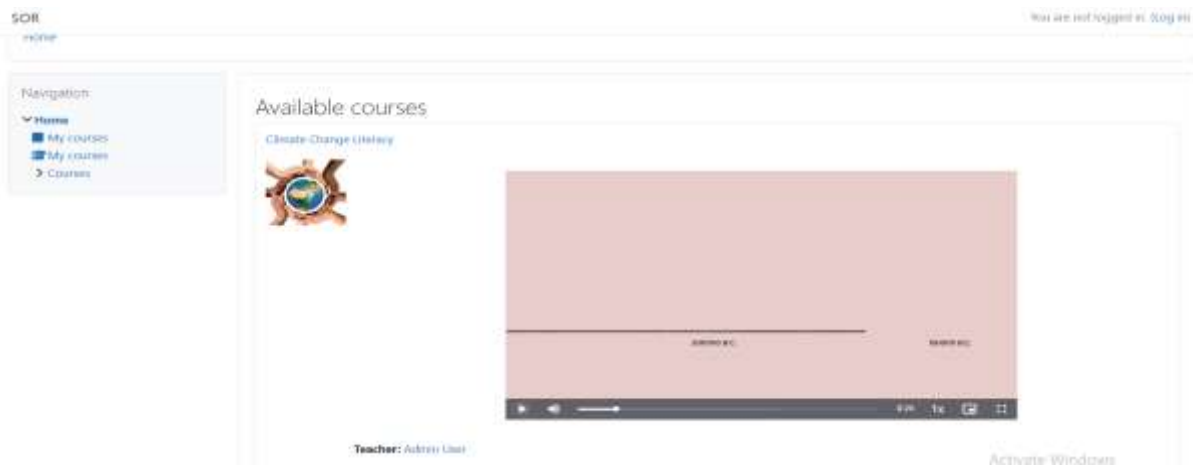 SOR
You are not logged in. (Log in)
Home
Navigation
Home
My courses
My courses
Courses
Available courses
Climate Change Literacy
1x
Teacher: Admin User
Activate Windows